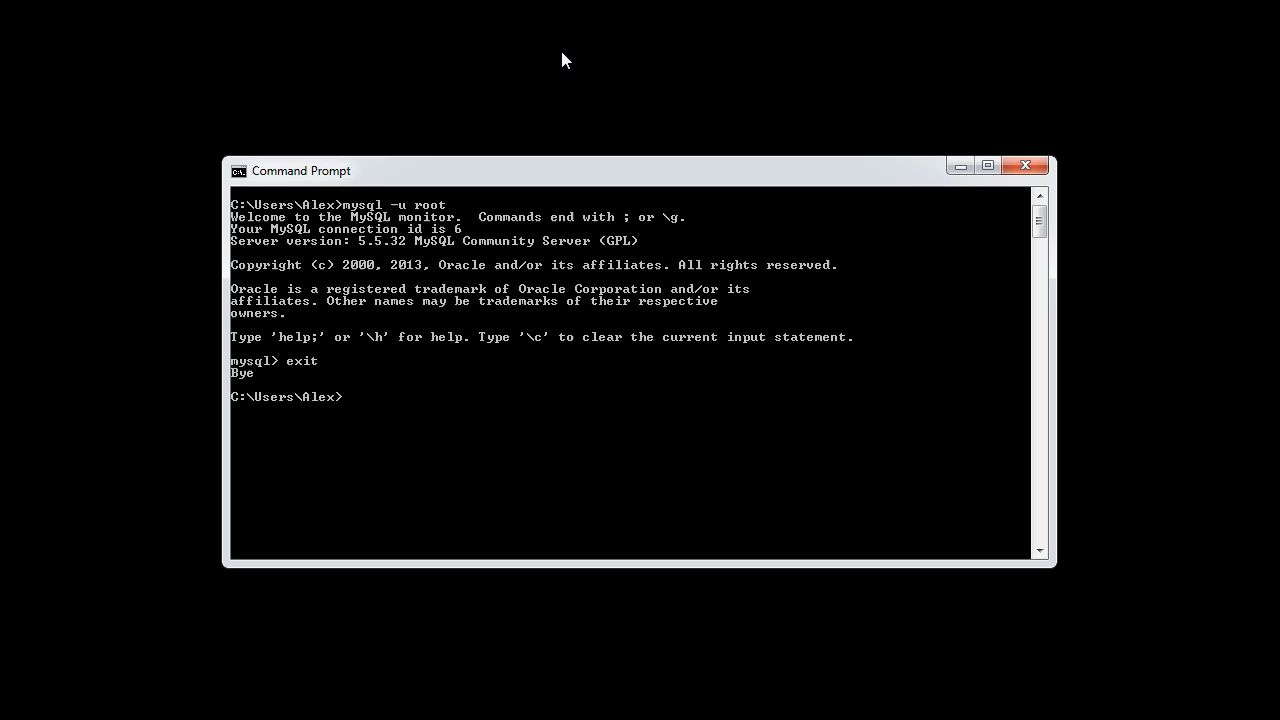 Command Prompt
C:\Users\Alex>mysql -u root
Welcome to the MySQL monitor.  Commands end with ; or \g.
Your MySQL connection id is 6
Server version: 5.5.32 MySQL Community Server (GPL)
Copyright (c) 2000, 2013, Oracle and/or its affiliates. All rights reserved.
Oracle is a registered trademark of Oracle Corporation and/or its
affiliates. Other names may be trademarks of their respective
owners.
Type 'help;' or '\h' for help. Type '\c' to clear the current input statement.
mysql> exit
Bye
C:\Users\Alex>